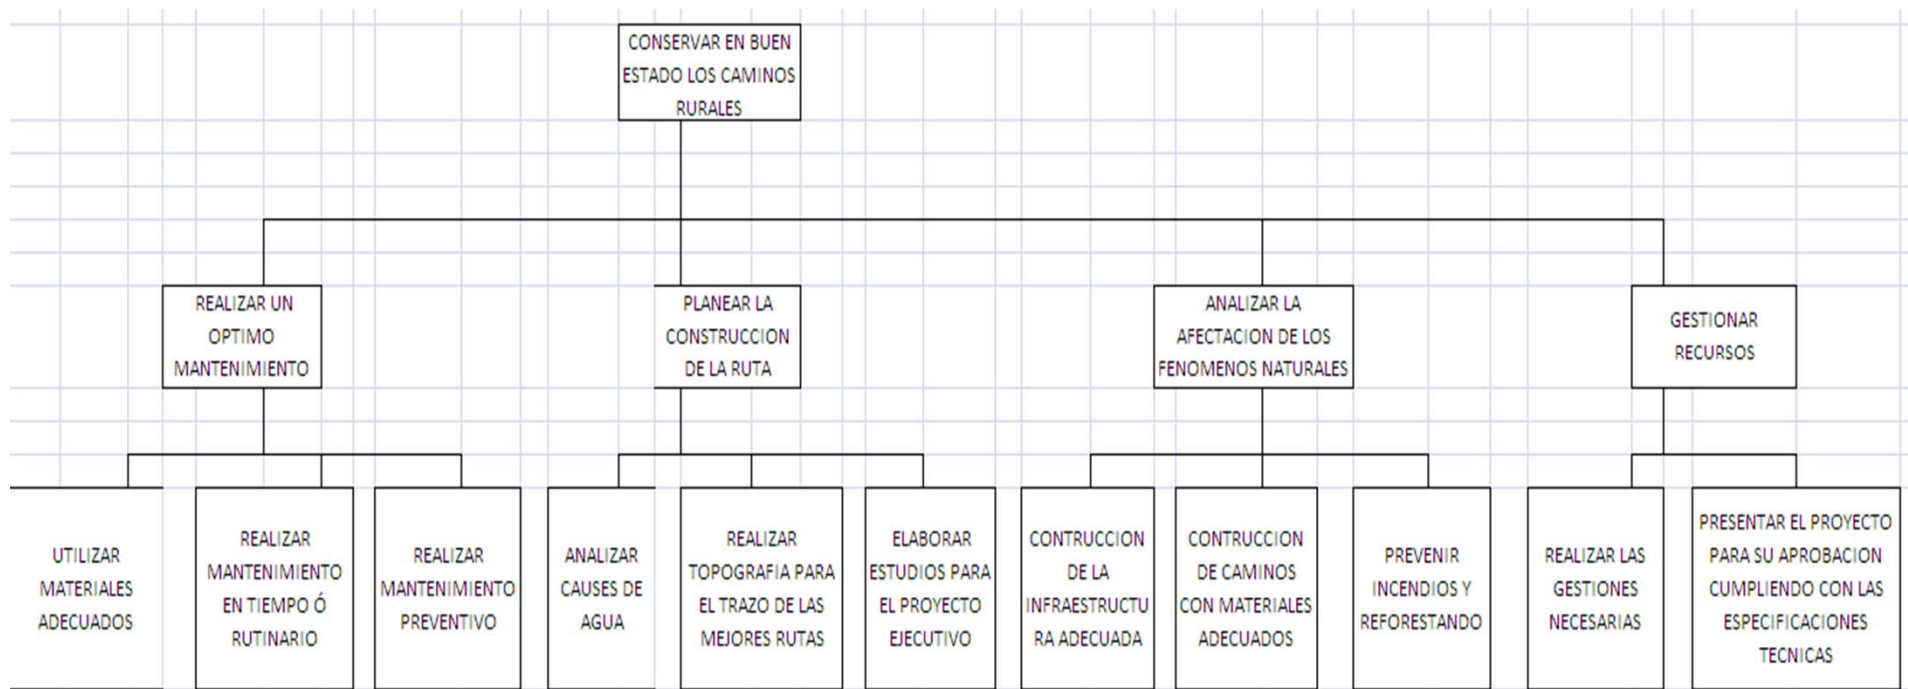 CONSERVAR EN BUEN
ESTADO LOS CAMINOS
RURALES
REALIZAR UN
OPTIMO
MANTENIMIENTO
PLANEAR LA
CONSTRUCCION
DE LA RUTA
ANALIZAR LA
AFECTACION DE LOS
FENOMENOS NATURALES
GESTIONAR
RECURSOS
UTILIZAR
MATERIALES
ADECUADOS
REALIZAR
MANTENIMIENTO
EN TIEMPO Ó
RUTINARIO
REALIZAR
MANTENIMIENTO
PREVENTIVO
ANALIZAR
CAUSES DE
AGUA
REALIZAR
TOPOGRAFIA PARA
EL TRAZO DE LAS
MEJORES RUTAS
ELABORAR
ESTUDIOS PARA
EL PROYECTO
EJECUTIVO
CONTRUCCION
DE LA
INFRAESTRUCTU
RA ADECUADA
CONTRUCCION
DE CAMINOS
CON MATERIALES
ADECUADOS
PREVENIR
INCENDIOS Y
REFORESTANDO
REALIZAR LAS
GESTIONES
NECESARIAS
PRESENTAR EL PROYECTO
PARA SU APROBACION
CUMPLIENDO CON LAS
ESPECIFICACIONES
TECNICAS